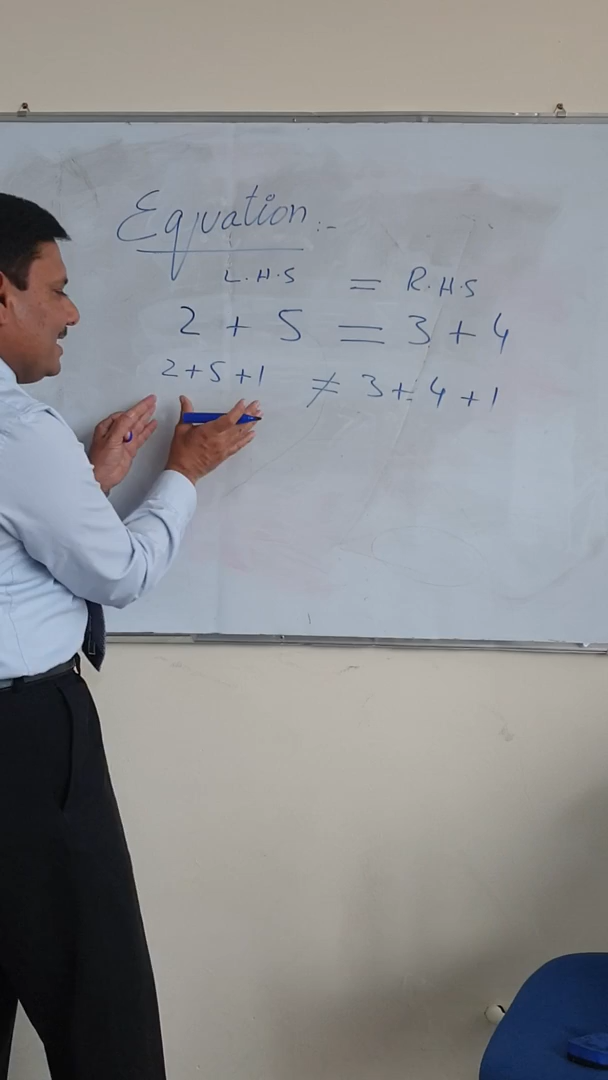 Equation :-
L.H.S = R.H.S
2 + 5 = 3 + 4
2+5+1 ≠ 3+4+1